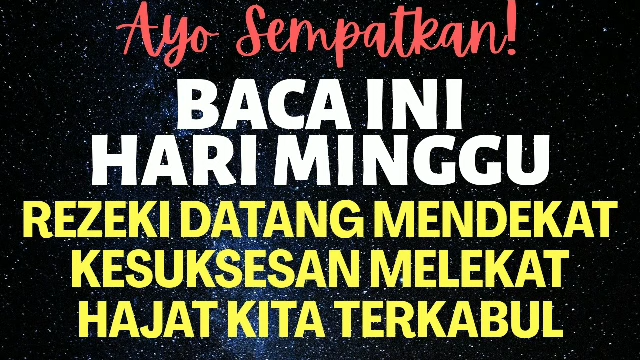 Ayo Sempatkan!
BACA INI
HARI MINGGU
REZEKI DATANG MENDEKAT
KESUKSESAN MELEKAT
HAJAT KITA TERKABUL